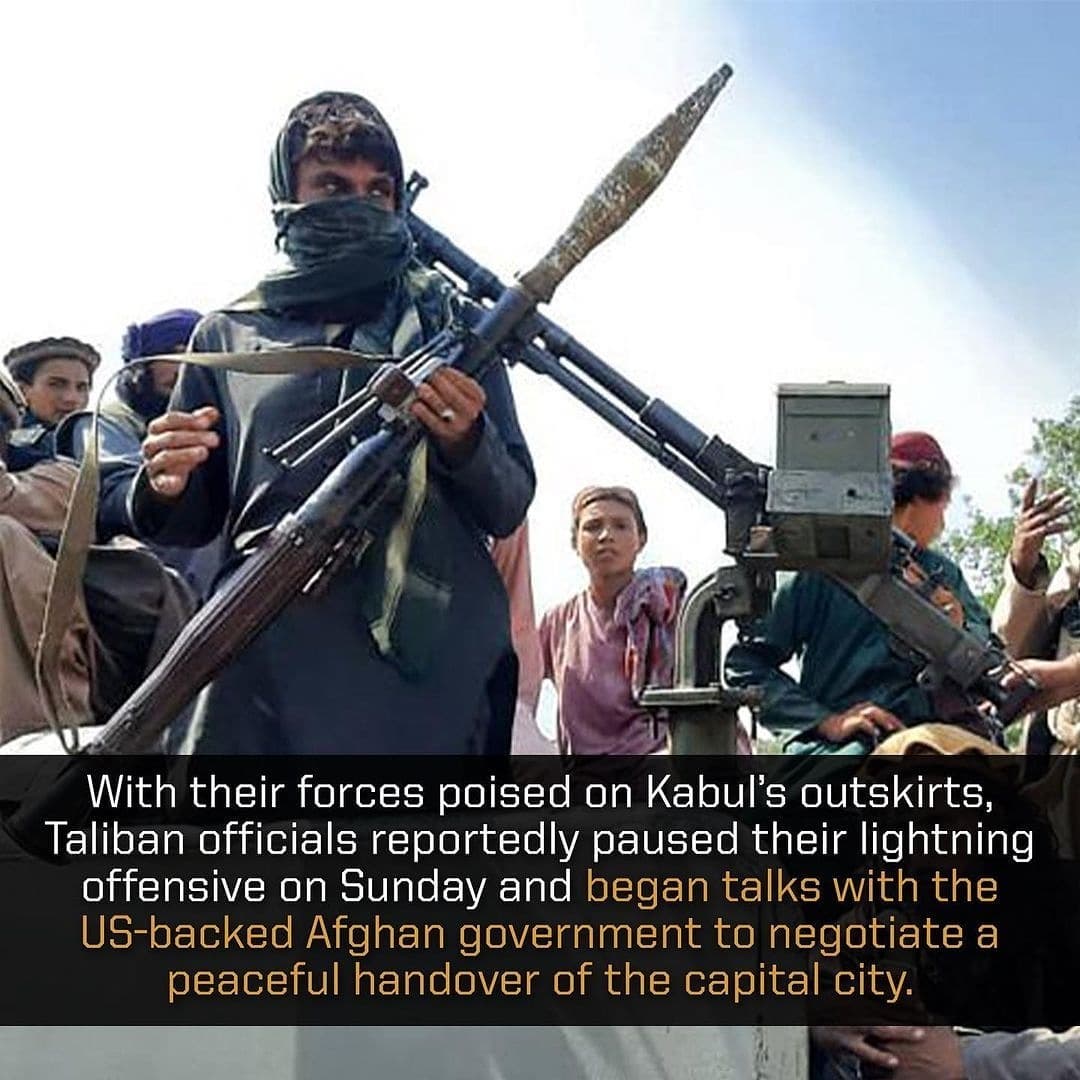 With their forces poised on Kabul’s outskirts,
Taliban officials reportedly paused their lightning
offensive on Sunday and began talks with the
US-backed Afghan government to negotiate a
peaceful handover of the capital city.